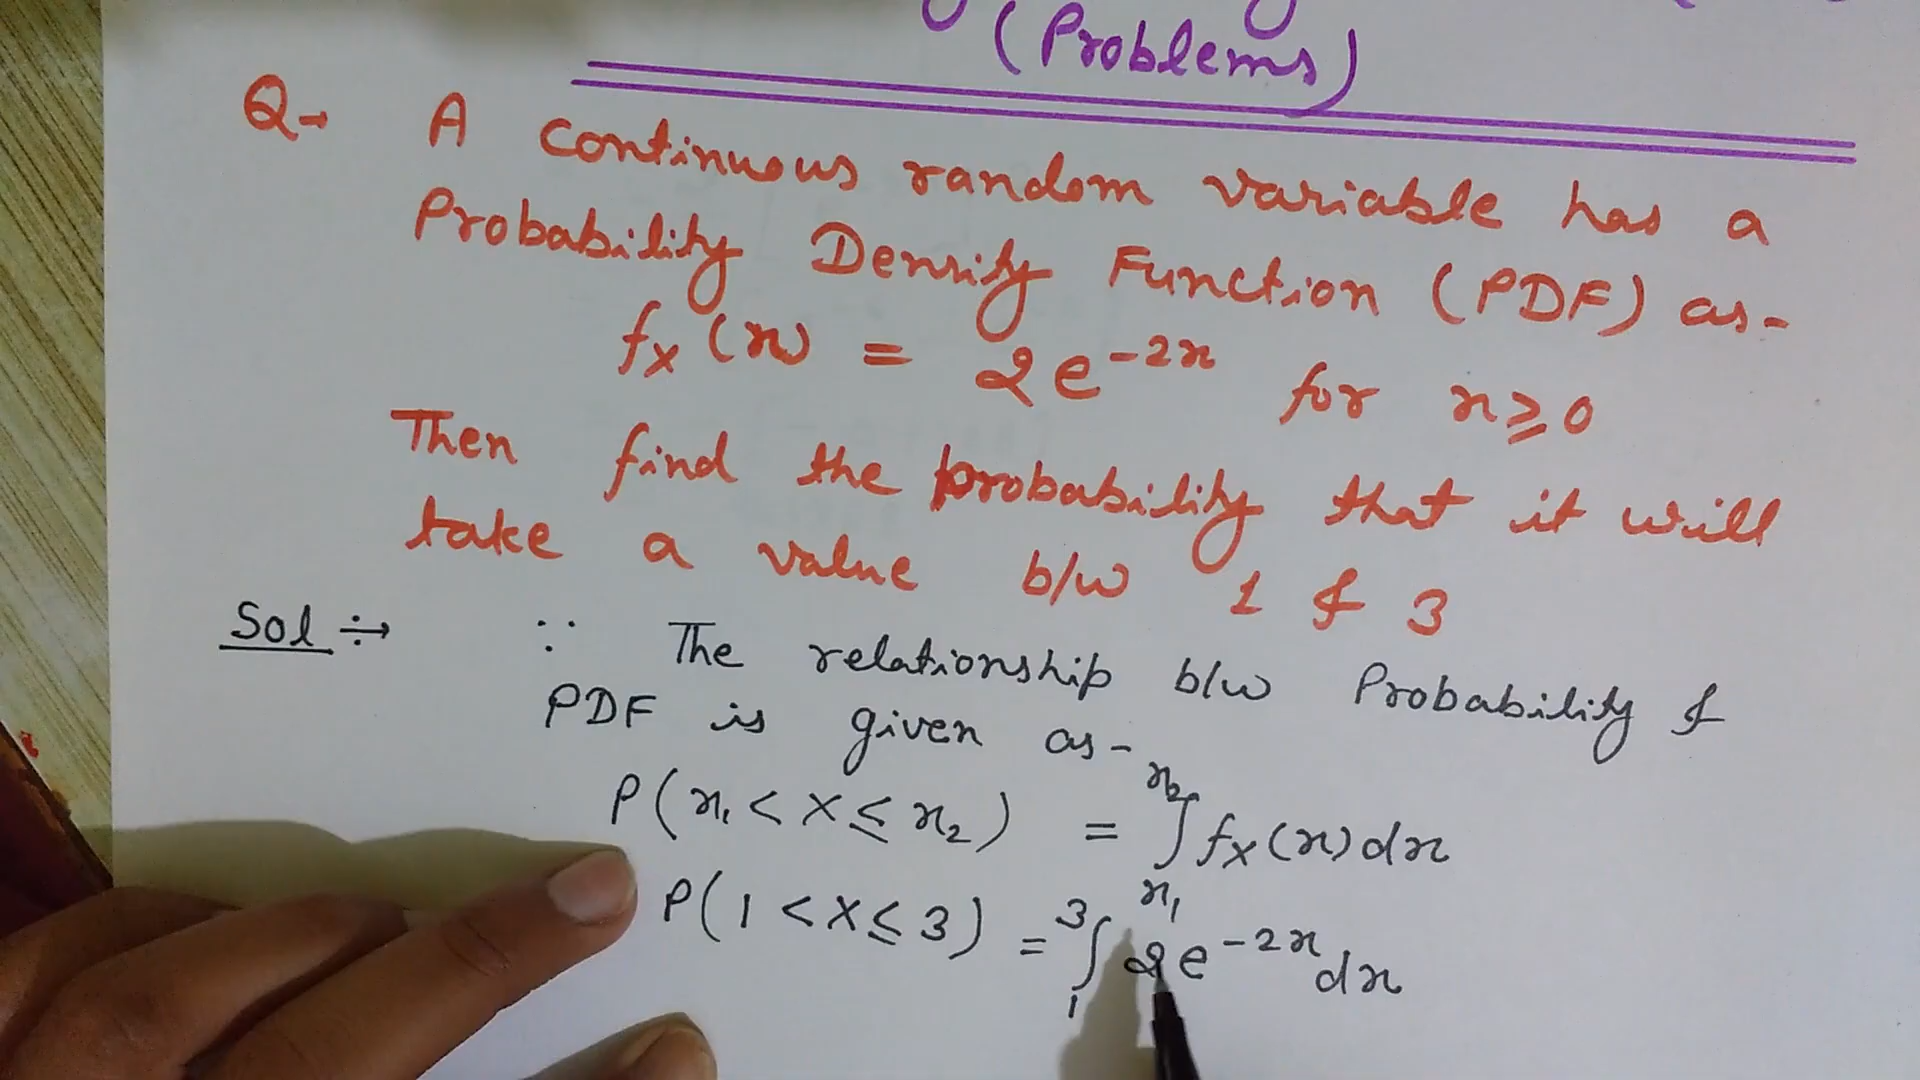 (Problems)
Q→ A continuous random variable has a
Probability Density Function (PDF) as-
fx(x) = 2e^-2x for x≥0
Then find the probability that it will
take a value b/w 1 & 3
Sol ÷→ ∵ The relationship b/w Probability &
PDF is given as-
P(x₁ < X ≤ x₂) = ∫_{x₁}^{x₂} fx(x)dx
P(1 < X ≤ 3) = ∫_1^3 2e^-2x dx